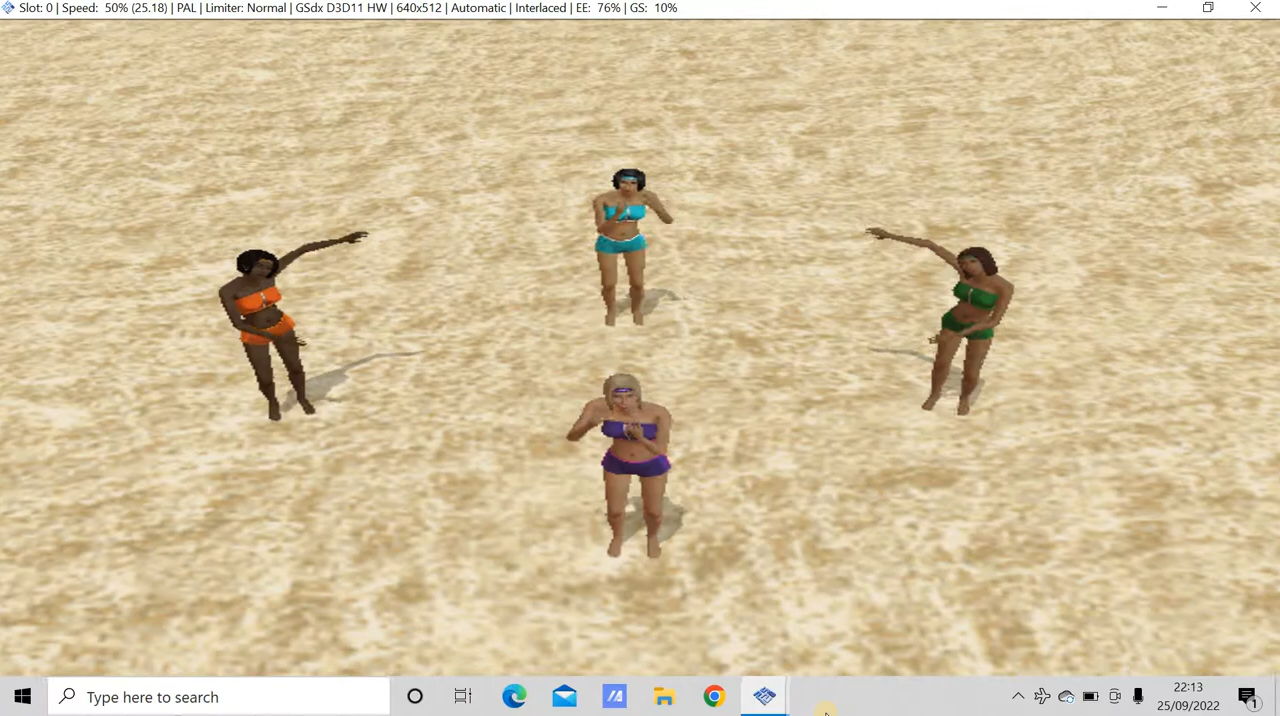 Slot: 0 | Speed: 50% (25.18) | PAL | Limiter: Normal | GSdx D3D11 HW | 640x512 | Automatic | Interlaced | EE: 76% | GS: 10%
Type here to search
22:13
25/09/2022
1